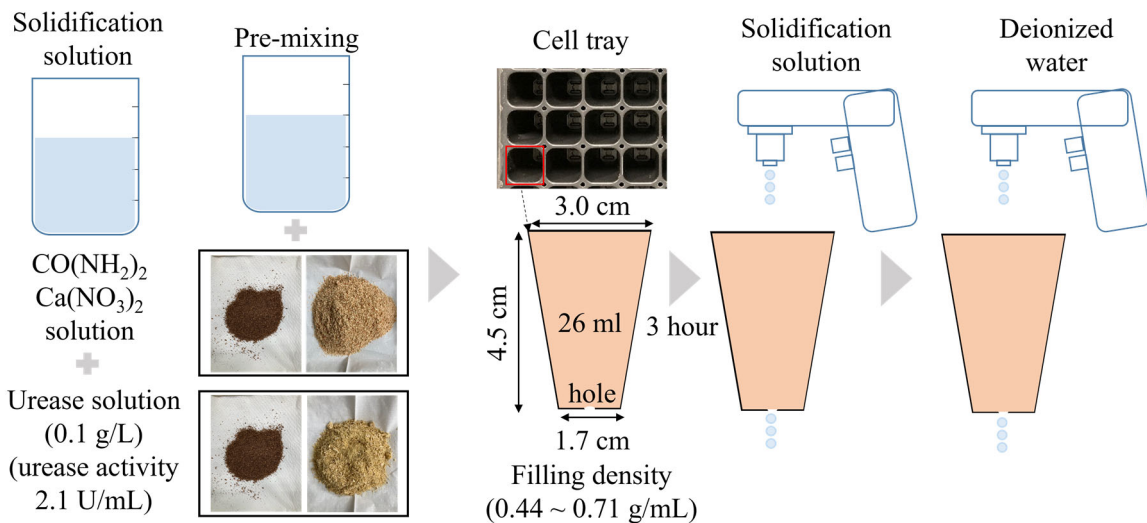 Solidification
solution
CO(NH₂)₂
Ca(NO₃)₂
solution
Urease solution
(0.1 g/L)
(urease activity
2.1 U/mL)
Pre-mixing
Cell tray
3.0 cm
4.5 cm
26 ml
hole
1.7 cm
Filling density
(0.44 ~ 0.71 g/mL)
3 hour
Solidification
solution
Deionized
water